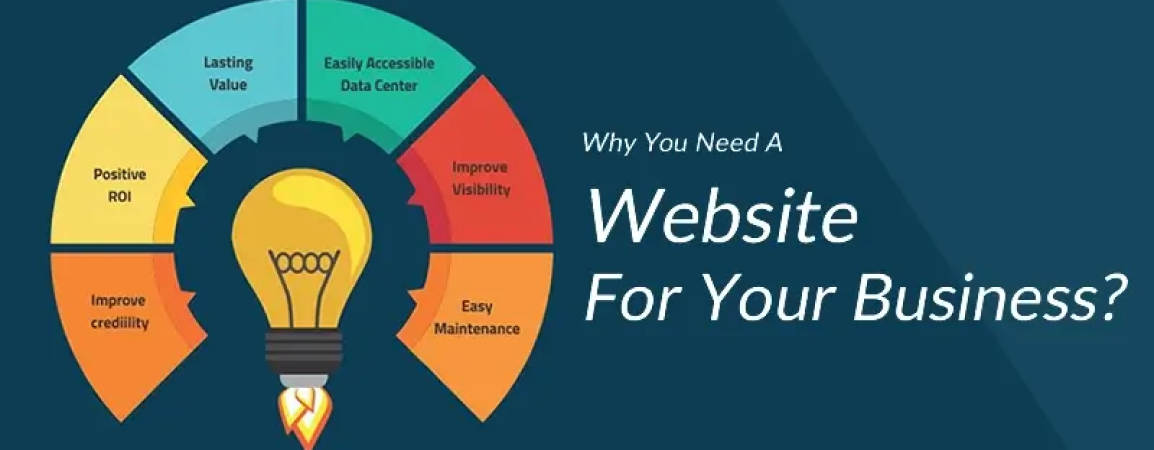 Lasting
Value
Easily Accessible
Data Center
Positive
ROI
Improve
Visibility
Improve
crediility
Easy
Maintenance
Why You Need A
Website
For Your Business?